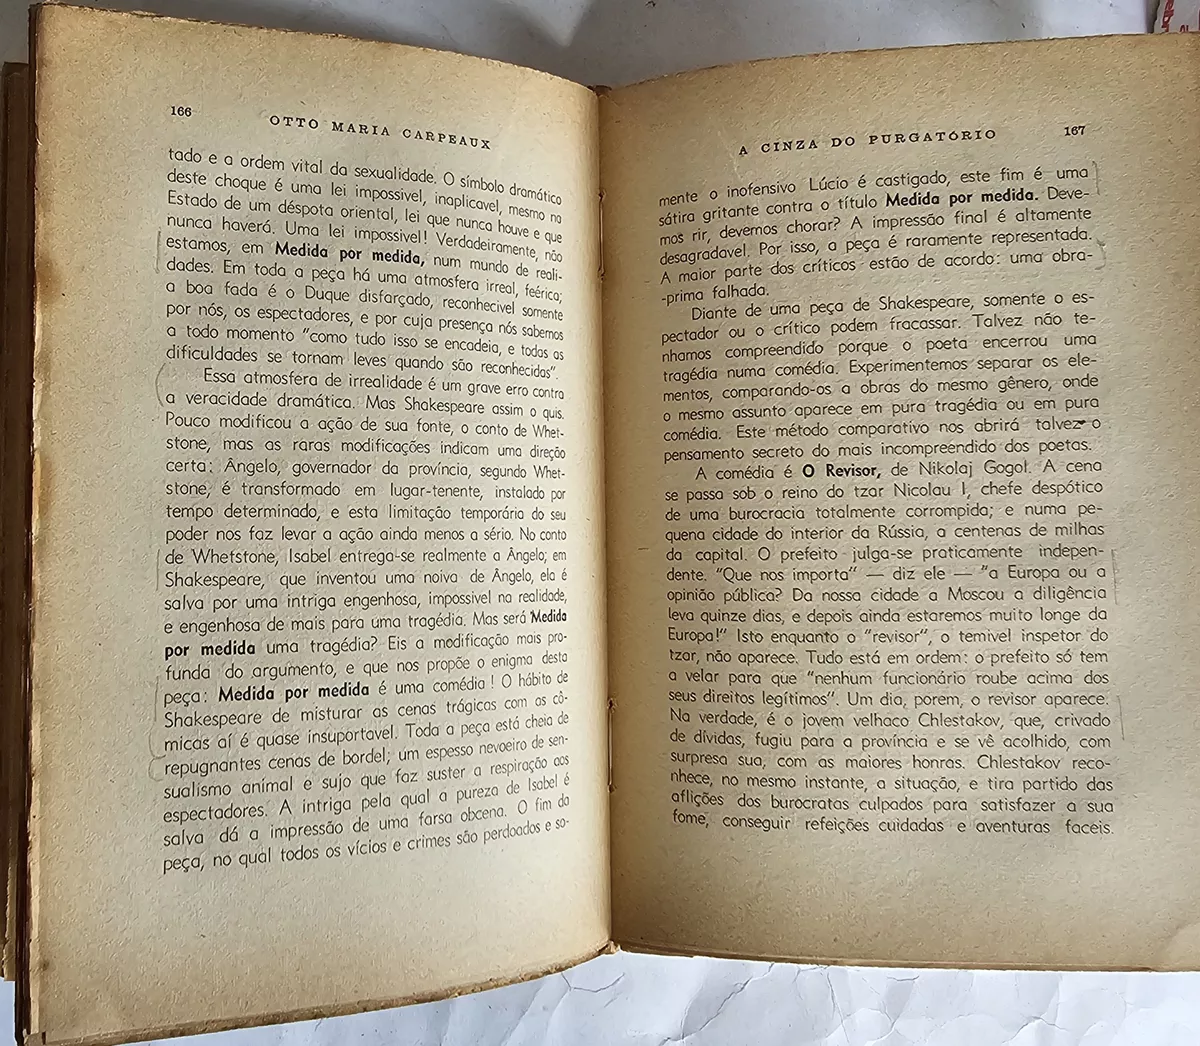 166
OTTO MARIA CARPEAUX
tado e a ordem vital da sexualidade. O símbolo dramático
deste choque é uma lei impossivel, inaplicavel, mesmo no
Estado de um déspota oriental, lei que nunca houve e que
nunca haverá. Uma lei impossivel! Verdadeiramente, não
estamos, em Medida por medida, num mundo de reali-
dades. Em toda a peça há uma atmosfera irreal, feérica;
a boa fada é o Duque disfarçado, reconhecivel somente
por nós, os espectadores, e por cuja presença nós sabemos
a todo momento "como tudo isso se encadeia, e todas as
dificuldades se tornam leves quando são reconhecidas".
Essa atmosfera de irrealidade é um grave erro contra
a veracidade dramática. Mas Shakespeare assim o quis.
Pouco modificou a ação de sua fonte, o conto de Whet-
stone, mas as raras modificações indicam uma direção
certa: Ângelo, governador da província, segundo Whet-
stone, é transformado em lugar-tenente, instalado por
tempo determinado, e esta limitação temporária do seu
poder nos faz levar a ação ainda menos a sério. No conto
de Whetstone, Isabel entrega-se realmente a Ângelo; em
Shakespeare, que inventou uma noiva de Ângelo, ela é
salva por uma intriga engenhosa, impossivel na realidade,
e engenhosa de mais para uma tragédia. Mas será Medida
por medida uma tragédia? Eis a modificação mais pro-
funda do argumento, e que nos propõe o enigma desta
peça: Medida por medida é uma comédia! O hábito de
Shakespeare de misturar as cenas trágicas com as cô-
micas aí é quase insuportavel. Toda a peça está cheia de
repugnantes cenas de bordel; um espesso nevoeiro de sen-
sualismo animal e sujo que faz suster a respiração aos
espectadores. A intriga pela qual a pureza de Isabel é
salva dá a impressão de uma farsa obcena. O fim da
peça, no qual todos os vícios e crimes são perdoados e so-
A CINZA DO PURGATÓRIO
167
mente o inofensivo Lúcio é castigado, este fim é uma
sátira gritante contra o título Medida por medida. Deve-
mos rir, devemos chorar? A impressão final é altamente
desagradavel. Por isso, a peça é raramente representada.
A maior parte dos críticos estão de acordo: uma obra-
-prima falhada.
Diante de uma peça de Shakespeare, somente o es-
pectador ou o crítico podem fracassar. Talvez não te-
nhamos compreendido porque o poeta encerrou uma
tragédia numa comédia. Experimentemos separar os ele-
mentos, comparando-os a obras do mesmo gênero, onde
o mesmo assunto aparece em pura tragédia ou em pura
comédia. Este método comparativo nos abrirá talvez o
pensamento secreto do mais incompreendido dos poetas.
A comédia é O Revisor, de Nikolaj Gogol. A cena
se passa sob o reino do tzar Nicolau I, chefe despótico
de uma burocracia totalmente corrompida; e numa pe-
quena cidade do interior da Rússia, a centenas de milhas
da capital. O prefeito julga-se praticamente indepen-
dente. "Que nos importa" — diz ele — "a Europa ou a
opinião pública? Da nossa cidade a Moscou a diligência
leva quinze dias, e depois ainda estaremos muito longe da
Europa!" Isto enquanto o "revisor", o temivel inspetor do
tzar, não aparece. Tudo está em ordem: o prefeito só tem
a velar para que "nenhum funcionário roube acima dos
seus direitos legítimos". Um dia, porem, o revisor aparece.
Na verdade, é o jovem velhaco Chlestakov, que, crivado
de dívidas, fugiu para a província e se vê acolhido, com
surpresa sua, com as maiores honras. Chlestakov reco-
nhece, no mesmo instante, a situação, e tira partido das
aflições dos burocratas culpados para satisfazer a sua
fome, conseguir refeições cuidadas e aventuras faceis.